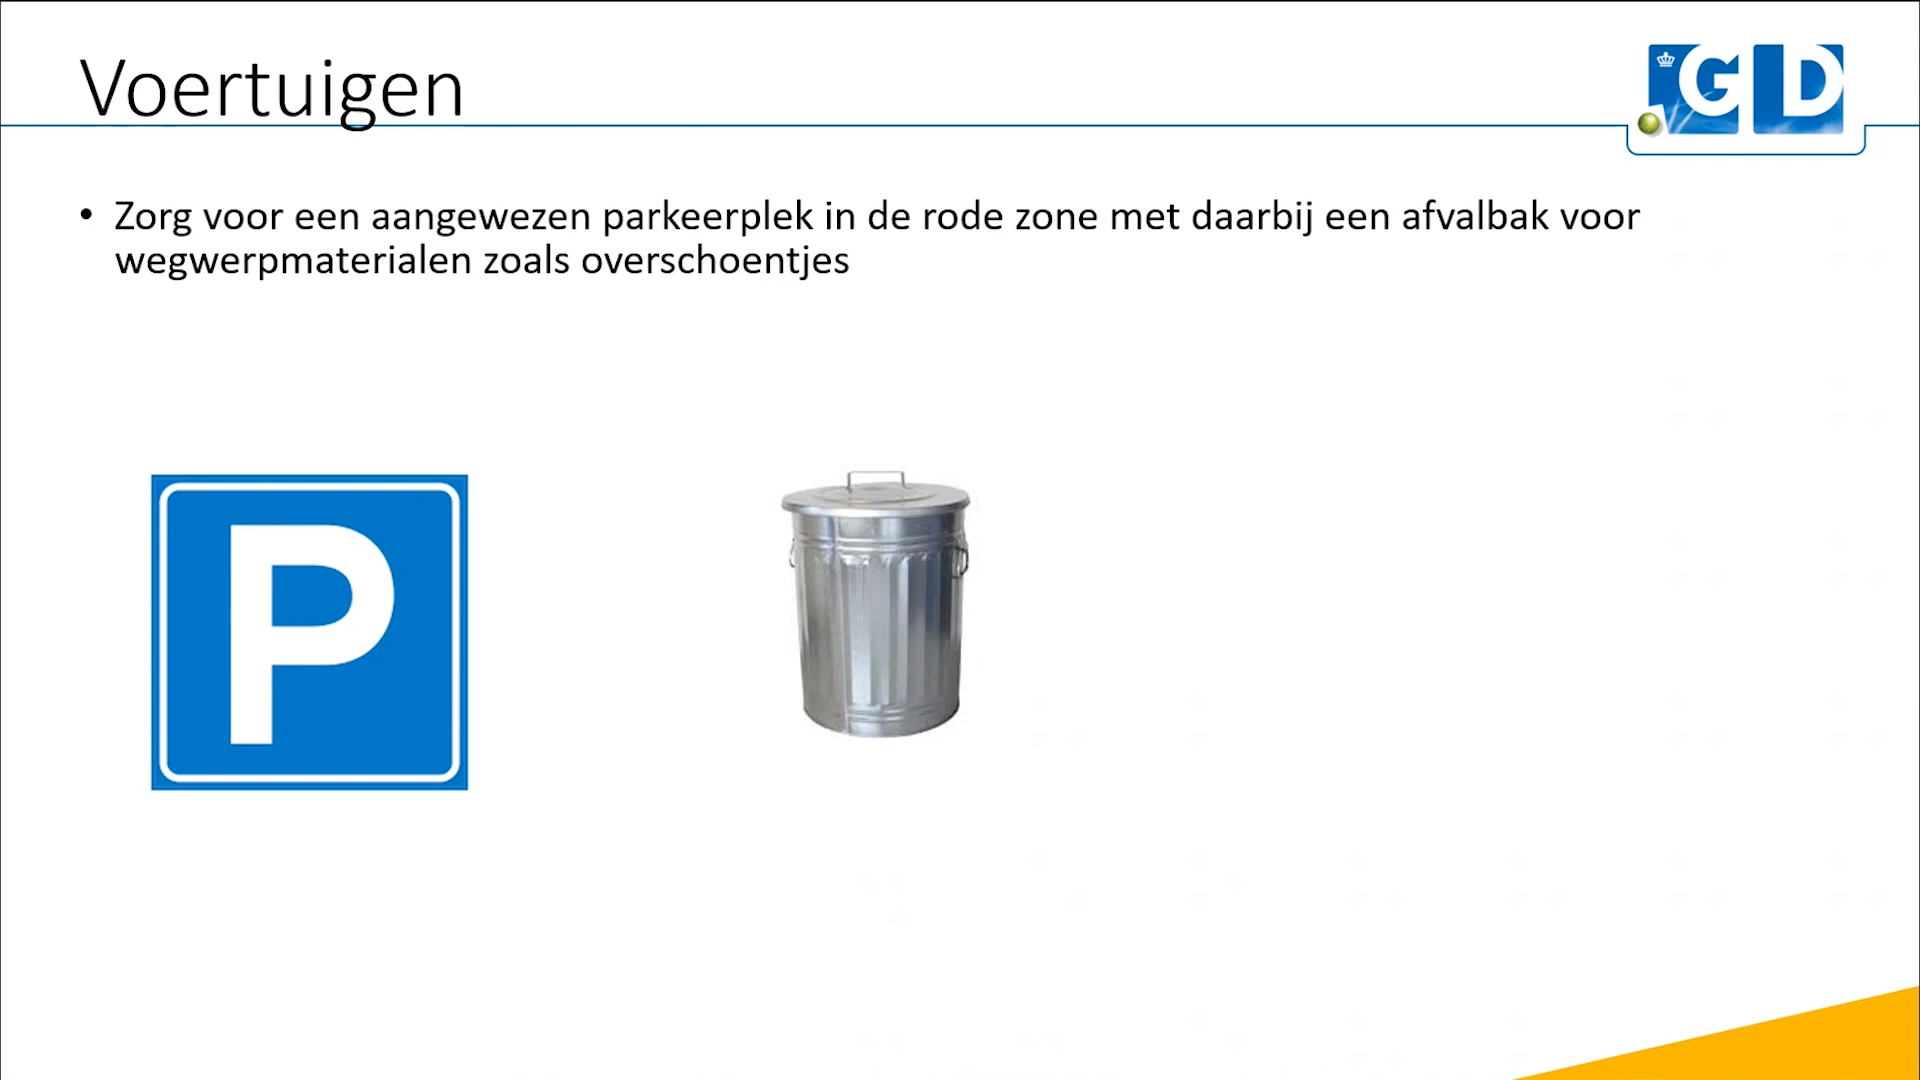 Voertuigen
GD
• Zorg voor een aangewezen parkeerplek in de rode zone met daarbij een afvalbak voor
wegwerpmaterialen zoals overschoentjes
P